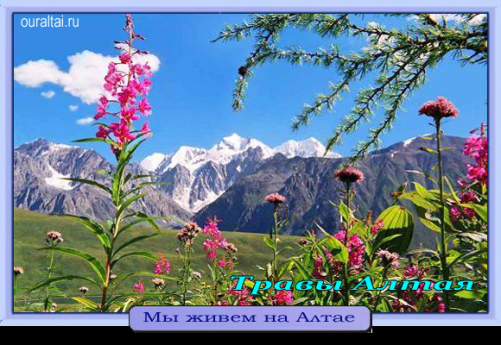 ouraltai.ru
Травы Алтая
Мы живем на Алтае